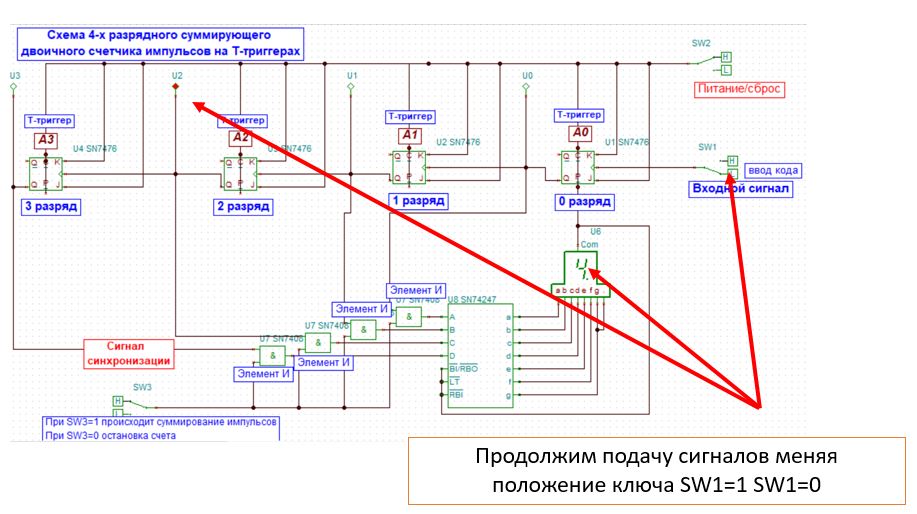 Схема 4-х разрядного суммирующего
двоичного счетчика импульсов на Т-триггерах
SW2
H
L
Питание/сброс
U3
U2
U1
U0
Т-триггер
Т-триггер
Т-триггер
Т-триггер
A3
A2
A1
A0
U4 SN7476
SN7476
U2 SN7476
U1 SN7476
SW1
H
ввод кода
Входной сигнал
Q C K
Q P J
Q C K
Q P J
Q C K
Q P J
Q C K
Q P J
3 разряд
2 разряд
1 разряд
0 разряд
U6
Com
4
a b c d e f g
Элемент И
U7 SN7408
U8 SN74247
Элемент И
U7 SN7408
U7 SN7408
Элемент И
Элемент И
&
&
&
&
Сигнал
синхронизации
A
B
C
D
BI/RBO
LT
RBI
a
b
c
d
e
f
g
SW3
H
L
При SW3=1 происходит суммирование импульсов
При SW3=0 остановка счета
Продолжим подачу сигналов меняя
положение ключа SW1=1 SW1=0